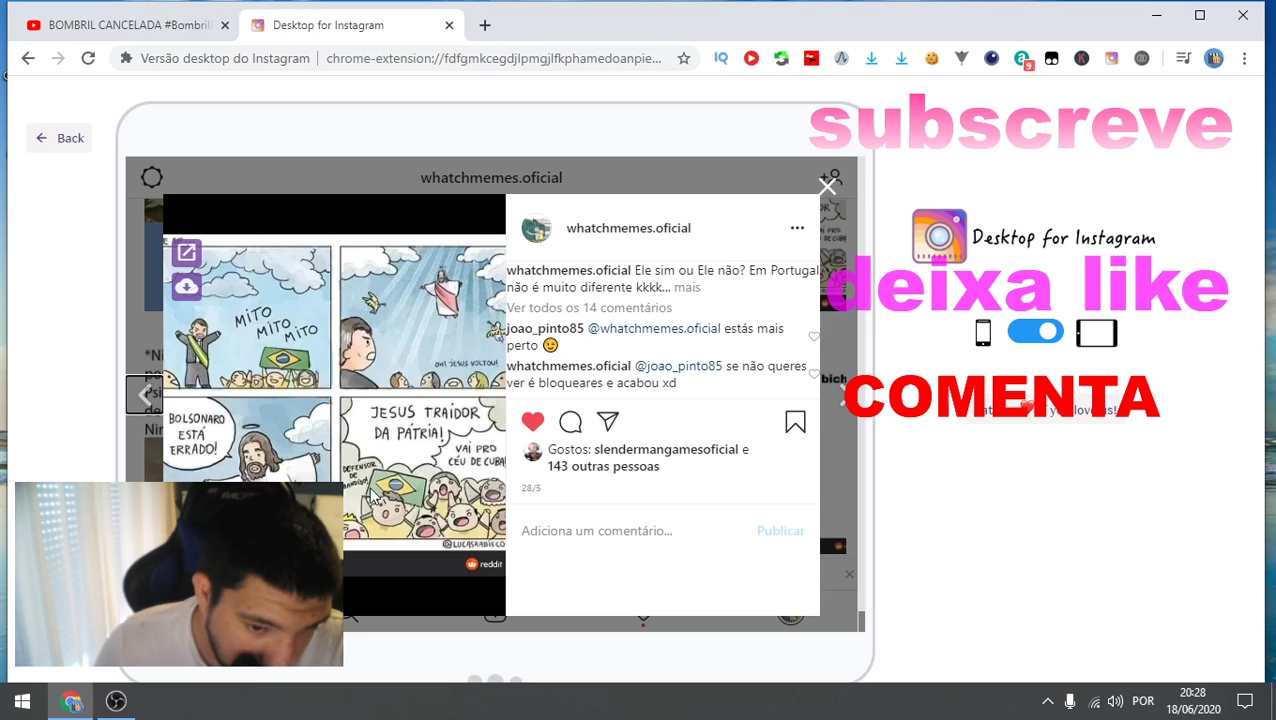 BOMBRIL CANCELADA #Bombril
Desktop for Instagram
Versão desktop do Instagram
chrome-extension://fdfgmkcegdjlpmgjlfkphamedoanpie...
Back
subscreve
whatchmemes.oficial
whatchmemes.oficial
whatchmemes.oficial Ele sim ou Ele não? Em Portugal
não é muito diferente kkkk... mais
Ver todos os 14 comentários
joao_pinto85 @whatchmemes.oficial estás mais
perto 😉
whatchmemes.oficial @joao_pinto85 se não queres
ver é bloqueares e acabou xd
Gostos: slendermangamesoficial e
143 outras pessoas
28/5
Adiciona um comentário...
Publicar
MITO
MITO
MITO
OH! JESUS VOLTOU!
BOLSONARO
ESTÁ
ERRADO!
JESUS TRAIDOR
DA PÁTRIA!
VAI PRO
CÉU DE CUBA!
DEFENSOR
DE
BANDIDO!
@LUCASRABISCO
reddit
Desktop for Instagram
deixa like
COMENTA
9
POR
20:28
18/06/2020